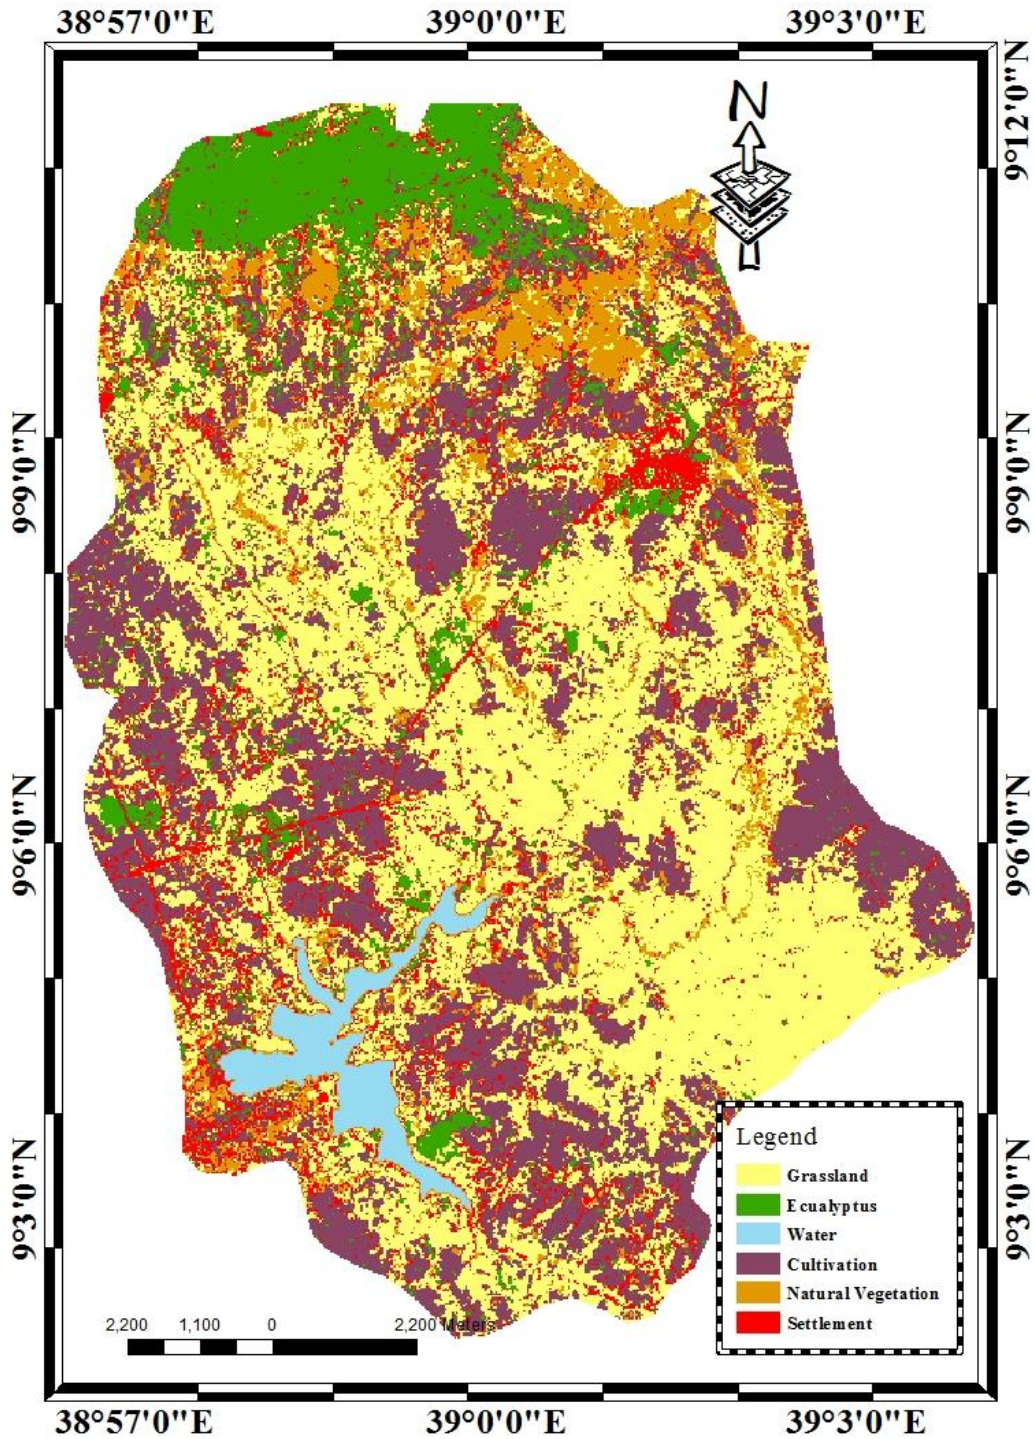 38°57'0"E 39°0'0"E 39°3'0"E
9°12'0"N
N
9°9'0"N 9°9'0"N
9°6'0"N 9°6'0"N
9°3'0"N 9°3'0"N
Legend
Grassland
Ecualyptus
Water
Cultivation
Natural Vegetation
Settlement
2,200 1,100 0 2,200 Meters
38°57'0"E 39°0'0"E 39°3'0"E